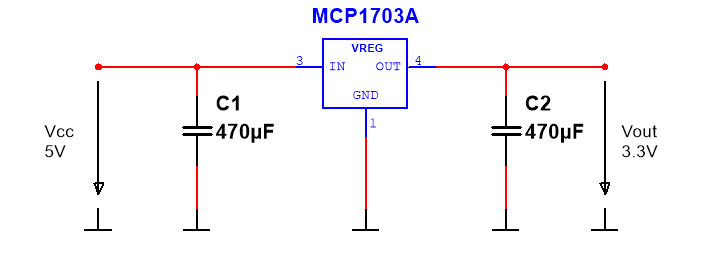 MCP1703A
VREG
3
IN
OUT
4
GND
1
C1
470µF
C2
470µF
Vcc
5V
Vout
3.3V